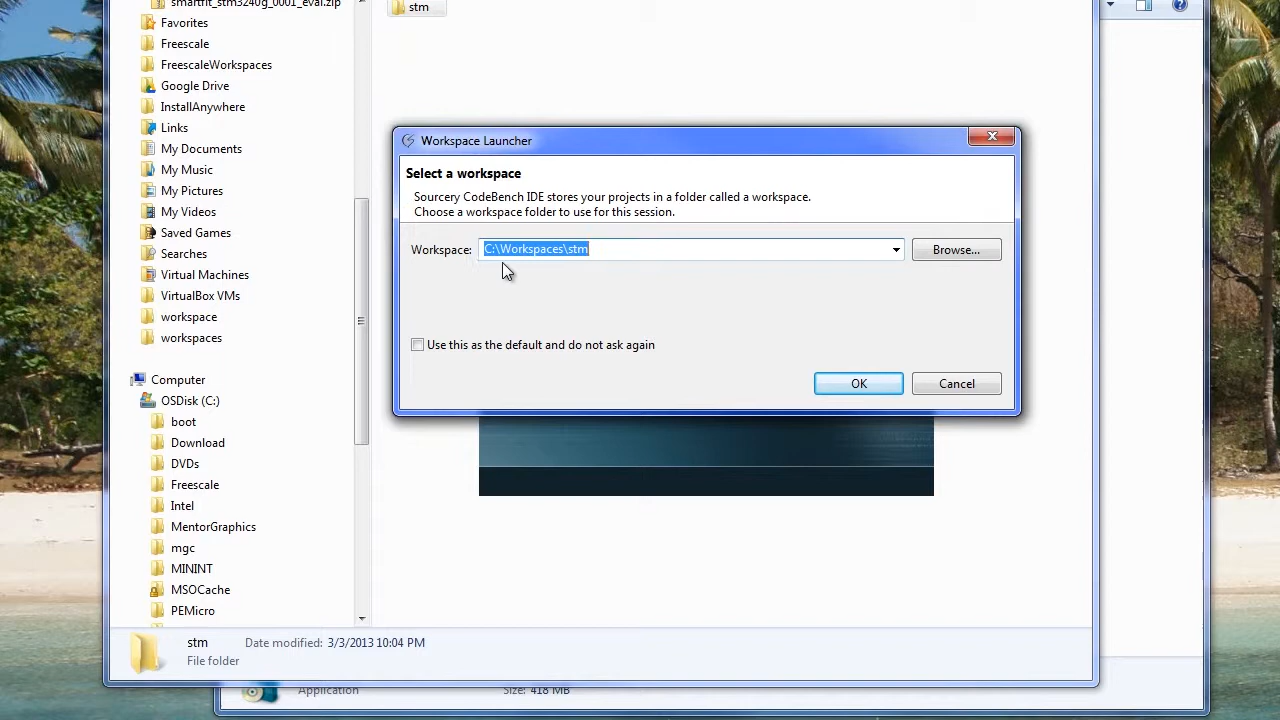 smartfit_stm3240g_0001_eval.zip
stm
Favorites
Freescale
FreescaleWorkspaces
Google Drive
InstallAnywhere
Links
My Documents
My Music
My Pictures
My Videos
Saved Games
Searches
Virtual Machines
VirtualBox VMs
workspace
workspaces
Computer
OSDisk (C:)
boot
Download
DVDs
Freescale
Intel
MentorGraphics
mgc
MININT
MSOCache
PEMicro
Workspace Launcher
Select a workspace
Sourcery CodeBench IDE stores your projects in a folder called a workspace.
Choose a workspace folder to use for this session.
Workspace: C:\Workspaces\stm Browse...
Use this as the default and do not ask again
OK Cancel
stm Date modified: 3/3/2013 10:04 PM
File folder
Application Size: 418 MB